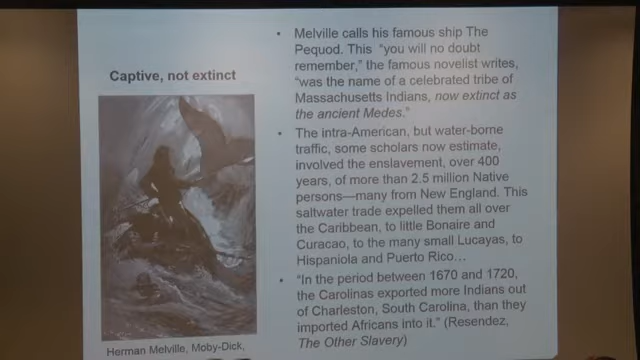 Captive, not extinct
Herman Melville, Moby-Dick,
• Melville calls his famous ship The
Pequod. This “you will no doubt
remember,” the famous novelist writes,
“was the name of a celebrated tribe of
Massachusetts Indians, now extinct as
the ancient Medes.”
• The intra-American, but water-borne
traffic, some scholars now estimate,
involved the enslavement, over 400
years, of more than 2.5 million Native
persons—many from New England. This
saltwater trade expelled them all over
the Caribbean, to little Bonaire and
Curacao, to the many small Lucayas, to
Hispaniola and Puerto Rico…
• “In the period between 1670 and 1720,
the Carolinas exported more Indians out
of Charleston, South Carolina, than they
imported Africans into it.” (Resendez,
The Other Slavery)